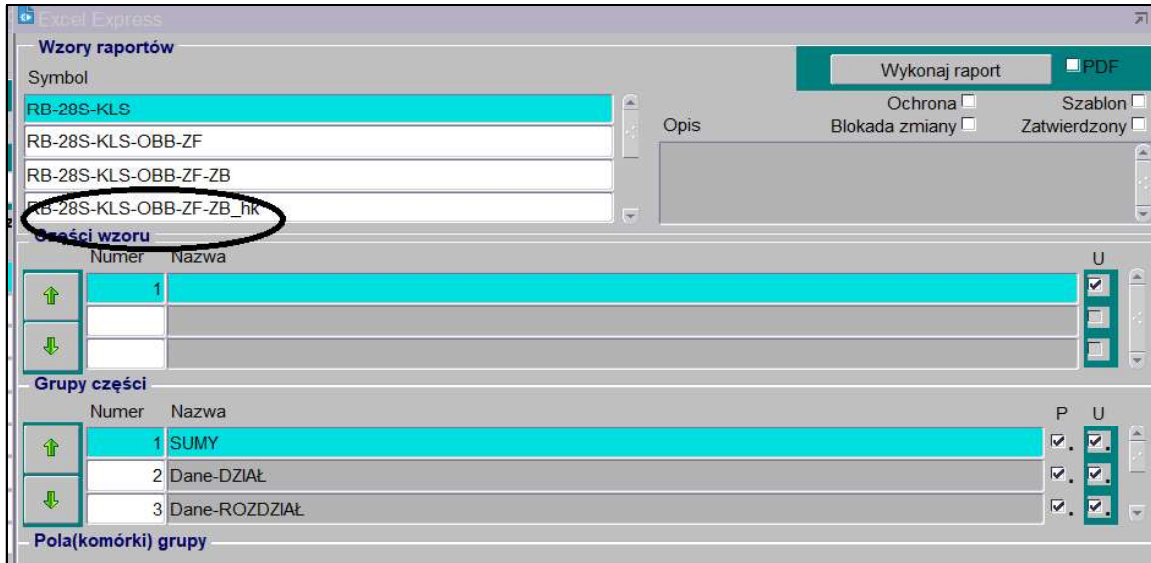 Excel Express
Wzory raportów
Wykonaj raport PDF
Symbol
Ochrona Szablon
RB-28S-KLS
Opis Blokada zmiany Zatwierdzony
RB-28S-KLS-OBB-ZF
RB-28S-KLS-OBB-ZF-ZB
RB-28S-KLS-OBB-ZF-ZB_hk
Części wzoru
Numer Nazwa U
1
Grupy części
Numer Nazwa P U
1 SUMY
2 Dane-DZIAŁ
3 Dane-ROZDZIAŁ
Pola(komórki) grupy